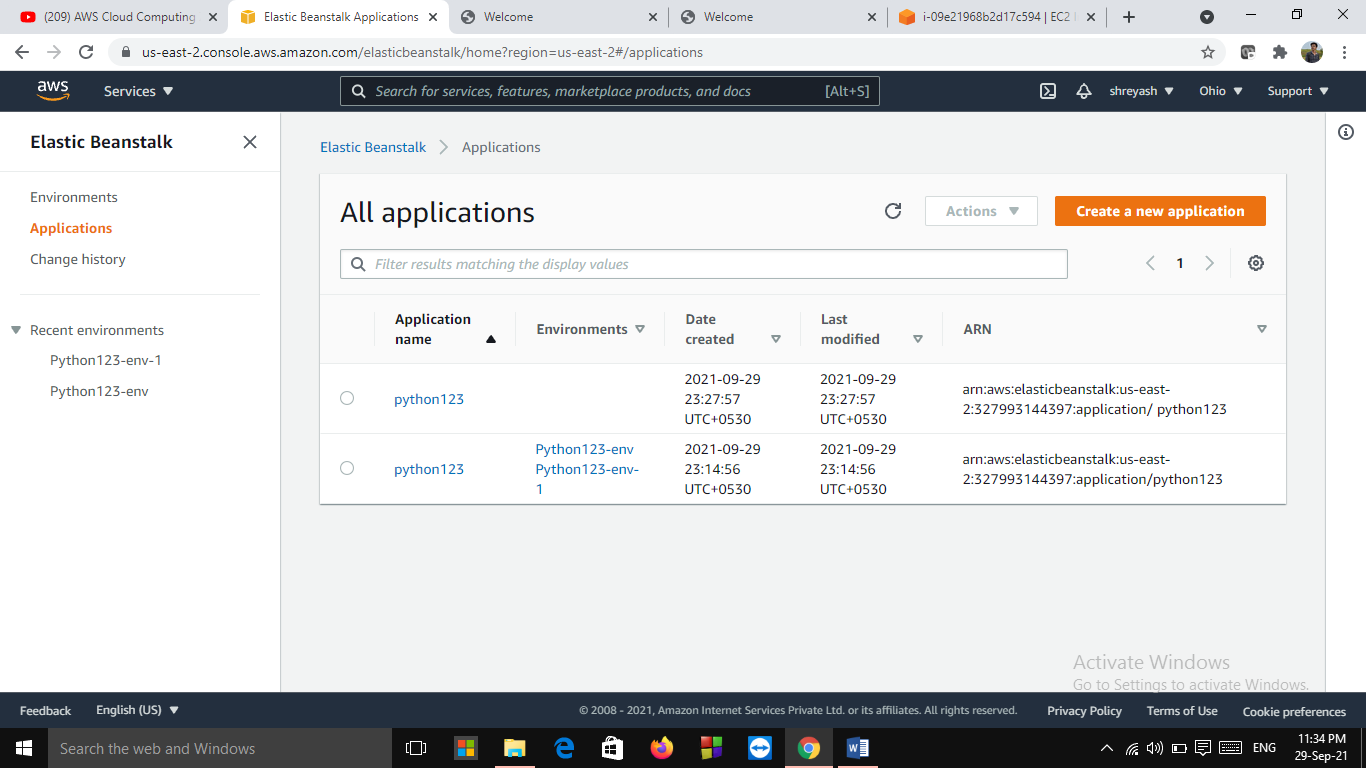 (209) AWS Cloud Computing
Elastic Beanstalk Applications
Welcome
Welcome
i-09e21968b2d17c594 | EC2
us-east-2.console.aws.amazon.com/elasticbeanstalk/home?region=us-east-2#/applications
aws
Services
Search for services, features, marketplace products, and docs
[Alt+S]
shreyash
Ohio
Support
Elastic Beanstalk
Environments
Applications
Change history
Recent environments
Python123-env-1
Python123-env
Elastic Beanstalk
Applications
All applications
Actions
Create a new application
Filter results matching the display values
1
Application
name
Environments
Date
created
Last
modified
ARN
python123
2021-09-29
23:27:57
UTC+0530
2021-09-29
23:27:57
UTC+0530
arn:aws:elasticbeanstalk:us-east-
2:327993144397:application/ python123
python123
Python123-env
Python123-env-
1
2021-09-29
23:14:56
UTC+0530
2021-09-29
23:14:56
UTC+0530
arn:aws:elasticbeanstalk:us-east-
2:327993144397:application/python123
Activate Windows
Go to Settings to activate Windows.
Feedback
English (US)
© 2008 - 2021, Amazon Internet Services Private Ltd. or its affiliates. All rights reserved.
Privacy Policy
Terms of Use
Cookie preferences
Search the web and Windows
ENG
11:34 PM
29-Sep-21